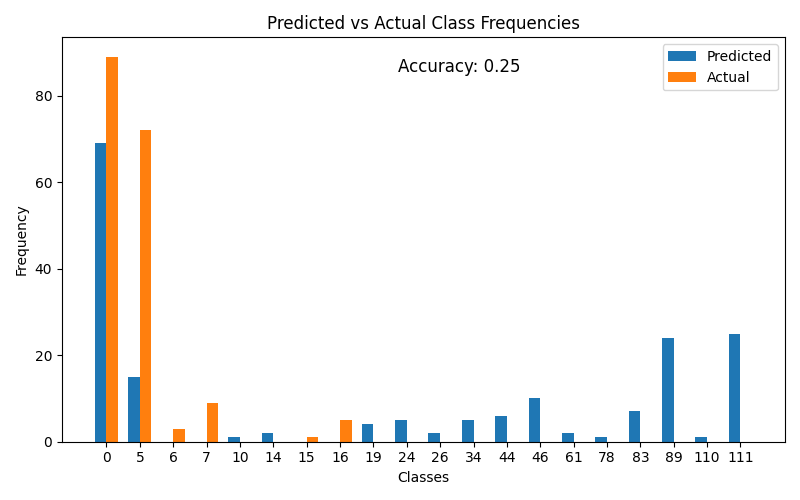 Predicted vs Actual Class Frequencies
Accuracy: 0.25
Predicted
Actual
Frequency
80
60
40
20
0
0 5 6 7 10 14 15 16 19 24 26 34 44 46 61 78 83 89 110 111
Classes